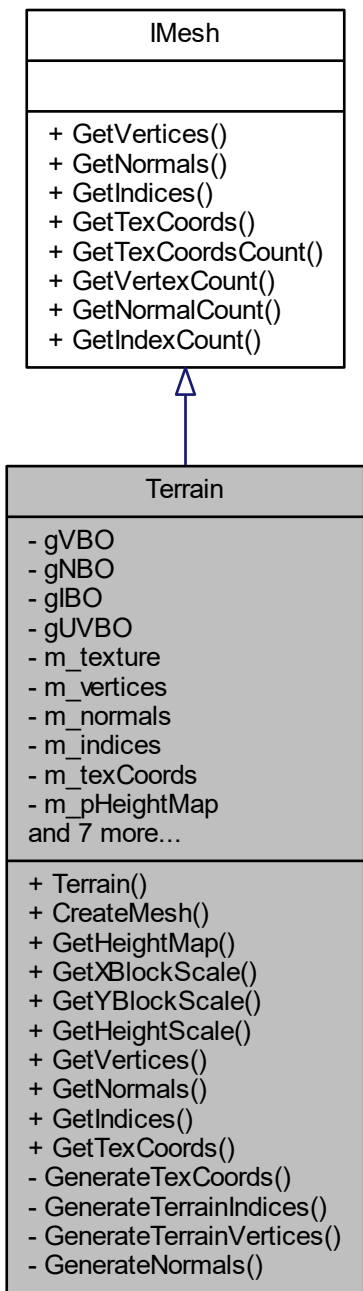 IMesh
+ GetVertices()
+ GetNormals()
+ GetIndices()
+ GetTexCoords()
+ GetTexCoordsCount()
+ GetVertexCount()
+ GetNormalCount()
+ GetIndexCount()
Terrain
- gVBO
- gNBO
- gIBO
- gUVBO
- m_texture
- m_vertices
- m_normals
- m_indices
- m_texCoords
- m_pHeightMap
and 7 more...
+ Terrain()
+ CreateMesh()
+ GetHeightMap()
+ GetXBlockScale()
+ GetYBlockScale()
+ GetHeightScale()
+ GetVertices()
+ GetNormals()
+ GetIndices()
+ GetTexCoords()
- GenerateTexCoords()
- GenerateTerrainIndices()
- GenerateTerrainVertices()
- GenerateNormals()